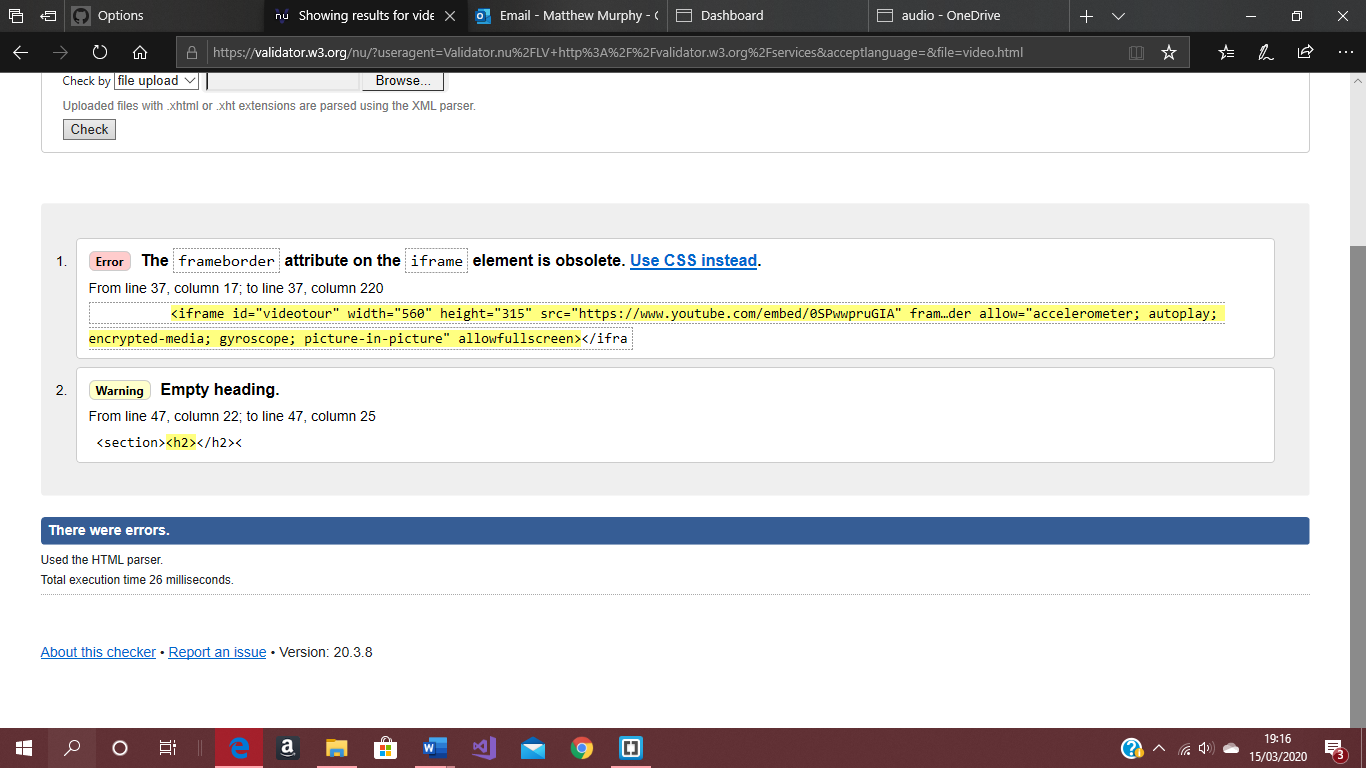 Options
Showing results for vide
Email - Matthew Murphy - O
Dashboard
audio - OneDrive
https://validator.w3.org/nu/?useragent=Validator.nu%2FLV+http%3A%2F%2Fvalidator.w3.org%2Fservices&acceptlanguage=&file=video.html
Check by file upload Browse...
Uploaded files with .xhtml or .xht extensions are parsed using the XML parser.
Check
1. Error The frameborder attribute on the iframe element is obsolete. Use CSS instead.
From line 37, column 17; to line 37, column 220
<iframe id="videotour" width="560" height="315" src="https://www.youtube.com/embed/0SPwwpruGIA" fram…der allow="accelerometer; autoplay;
encrypted-media; gyroscope; picture-in-picture" allowfullscreen></ifra
2. Warning Empty heading.
From line 47, column 22; to line 47, column 25
<section><h2></h2><
There were errors.
Used the HTML parser.
Total execution time 26 milliseconds.
About this checker • Report an issue • Version: 20.3.8
19:16
15/03/2020
3